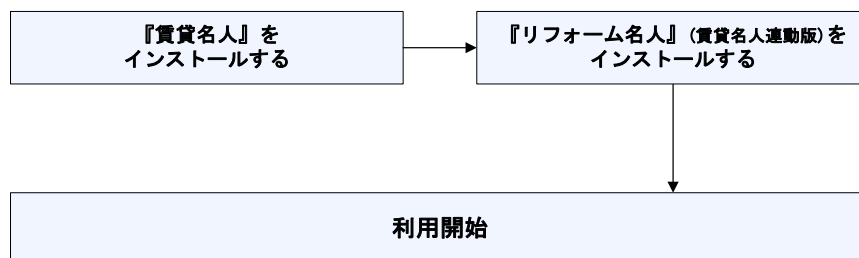 『賃貸名人』を
インストールする
『リフォーム名人』(賃貸名人連動版)を
インストールする
利用開始